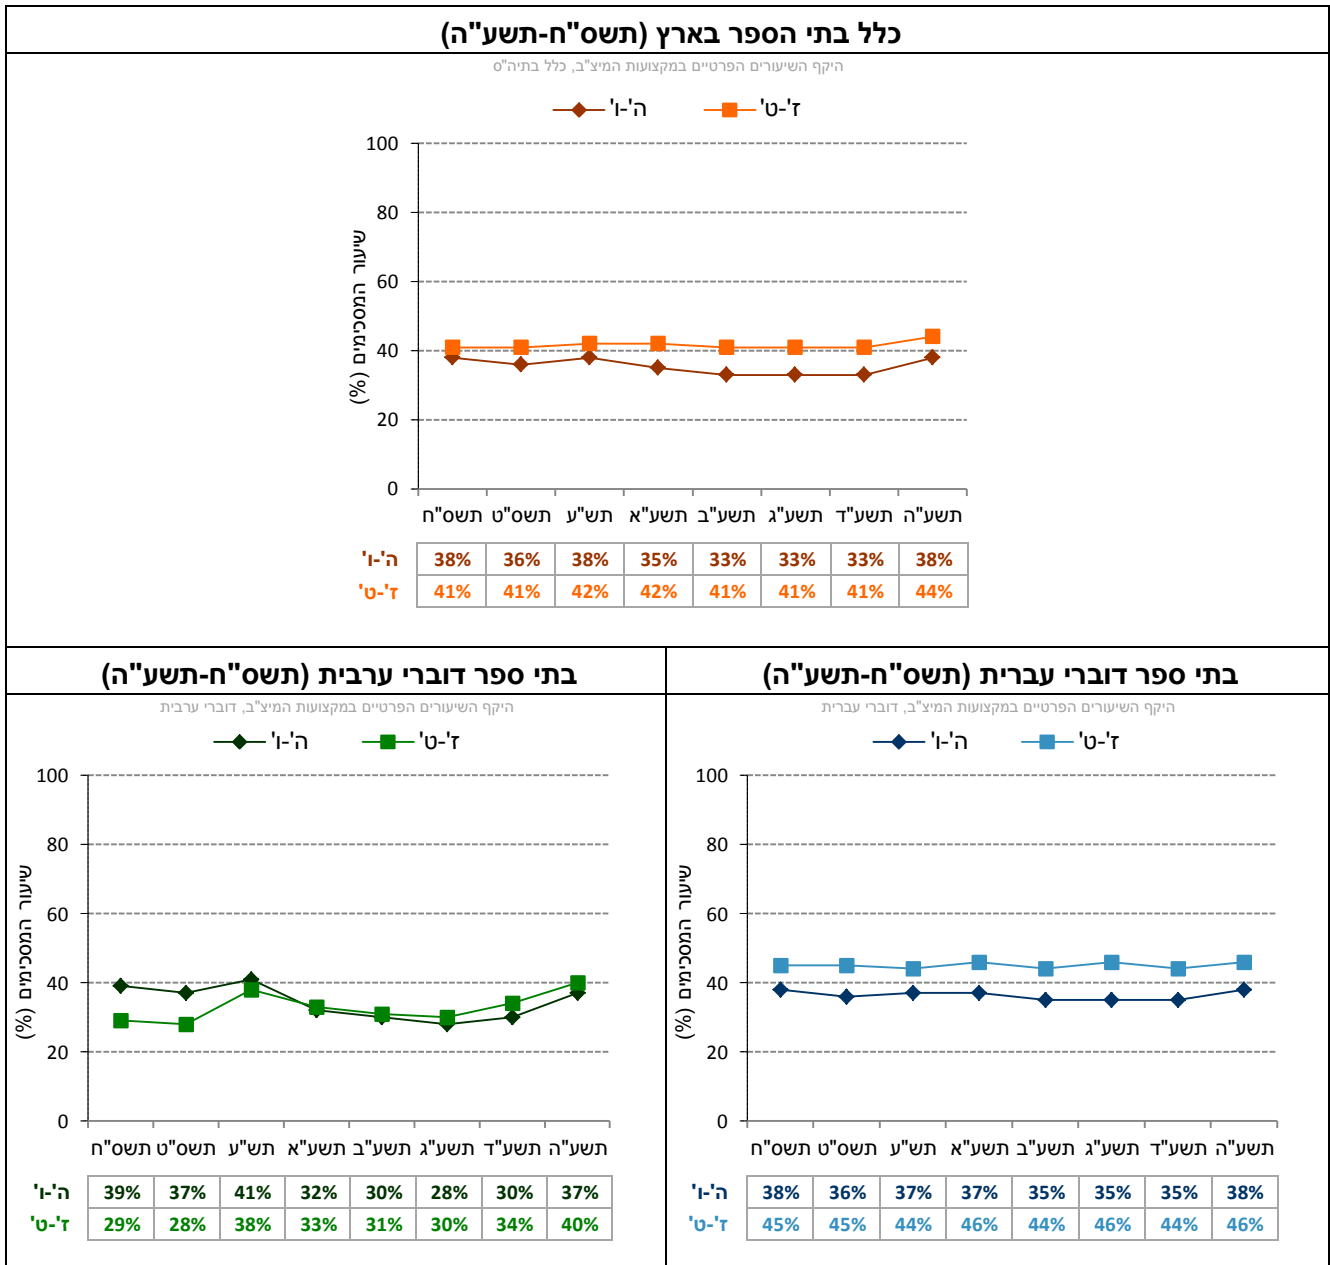 כלל בתי הספר בארץ (תשס"ח-תשע"ה)
היקף השיעורים הפרטיים במקצועות המיצ"ב, כלל בתיה"ס
ה'-ו' ז'-ט'
שיעור המסכימים (%)
100
80
60
40
20
0
תשס"ח תשס"ט תש"ע תשע"א תשע"ב תשע"ג תשע"ד תשע"ה
ה'-ו' 38% 36% 38% 35% 33% 33% 33% 38%
ז'-ט' 41% 41% 42% 42% 41% 41% 41% 44%
בתי ספר דוברי עברית (תשס"ח-תשע"ה)
היקף השיעורים הפרטיים במקצועות המיצ"ב, דוברי עברית
ה'-ו' ז'-ט'
שיעור המסכימים (%)
100
80
60
40
20
0
תשס"ח תשס"ט תש"ע תשע"א תשע"ב תשע"ג תשע"ד תשע"ה
ה'-ו' 38% 36% 37% 37% 35% 35% 35% 38%
ז'-ט' 45% 45% 44% 46% 44% 46% 44% 46%
בתי ספר דוברי ערבית (תשס"ח-תשע"ה)
היקף השיעורים הפרטיים במקצועות המיצ"ב, דוברי ערבית
ה'-ו' ז'-ט'
שיעור המסכימים (%)
100
80
60
40
20
0
תשס"ח תשס"ט תש"ע תשע"א תשע"ב תשע"ג תשע"ד תשע"ה
ה'-ו' 39% 37% 41% 32% 30% 28% 30% 37%
ז'-ט' 29% 28% 38% 33% 31% 30% 34% 40%